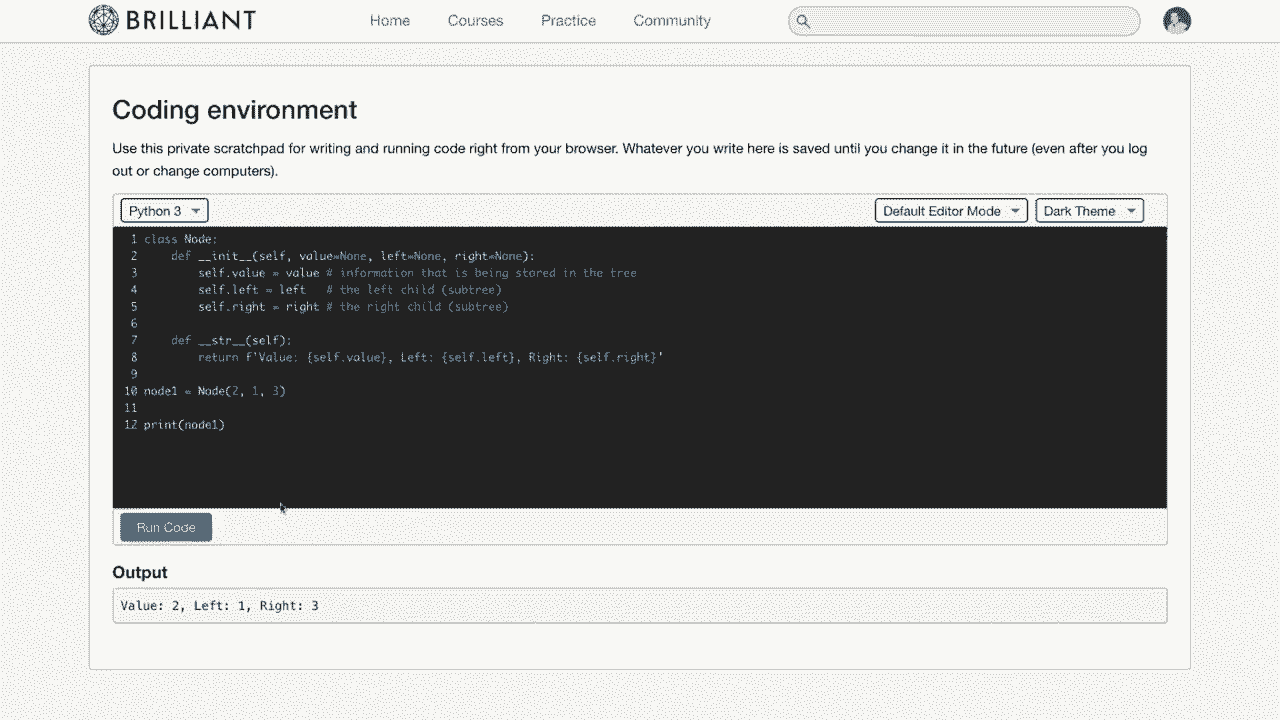 BRILLIANT
Home Courses Practice Community
Coding environment
Use this private scratchpad for writing and running code right from your browser. Whatever you write here is saved until you change it in the future (even after you log
out or change computers).
Python 3 Default Editor Mode Dark Theme
1 class Node:
2     def __init__(self, value=None, left=None, right=None):
3         self.value = value # information that is being stored in the tree
4         self.left = left   # the left child (subtree)
5         self.right = right # the right child (subtree)
6
7     def __str__(self):
8         return f'Value: {self.value}, Left: {self.left}, Right: {self.right}'
9
10 node1 = Node(2, 1, 3)
11
12 print(node1)
Run Code
Output
Value: 2, Left: 1, Right: 3